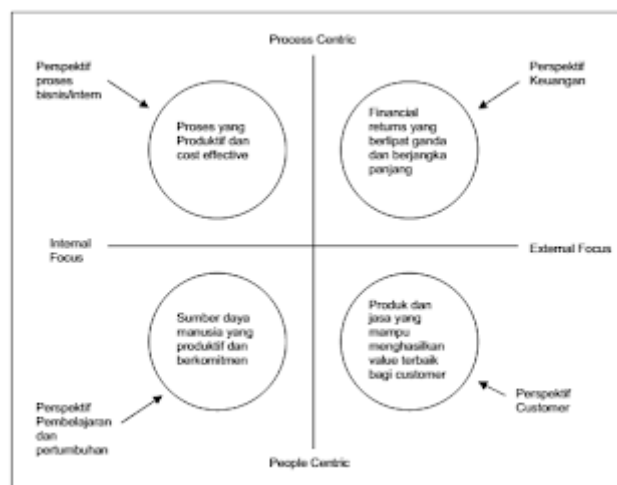 Process Centric
Perspektif
proses
bisnis/intern
Perspektif
Keuangan
Proses yang
Produktif dan
cost effective
Financial
returns yang
berlipat ganda
dan berjangka
panjang
Internal
Focus
External Focus
Sumber daya
manusia yang
produktif dan
berkomitmen
Produk dan
jasa yang
mampu
menghasilkan
value terbaik
bagi customer
Perspektif
Pembelajaran
dan
pertumbuhan
Perspektif
Customer
People Centric